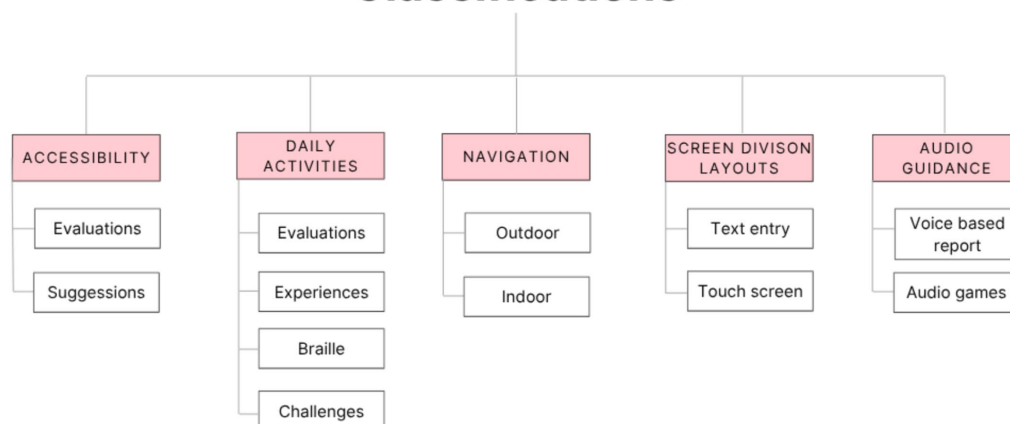 ACCESSIBILITY
Evaluations
Suggessions
DAILY
ACTIVITIES
Evaluations
Experiences
Braille
Challenges
NAVIGATION
Outdoor
Indoor
SCREEN DIVISON
LAYOUTS
Text entry
Touch screen
AUDIO
GUIDANCE
Voice based
report
Audio games